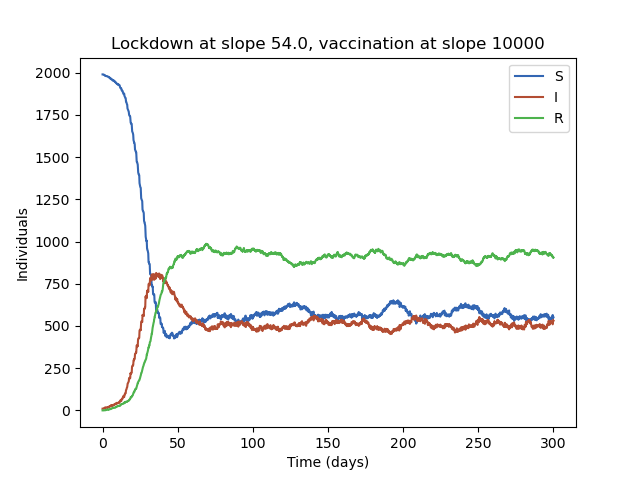 Lockdown at slope 54.0, vaccination at slope 10000
2000
1750
1500
1250
1000
750
500
250
0
Individuals
S
I
R
0 50 100 150 200 250 300
Time (days)